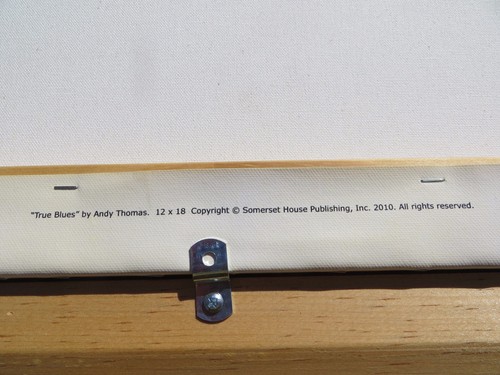 "True Blues" by Andy Thomas.  12 x 18  Copyright © Somerset House Publishing, Inc. 2010. All rights reserved.